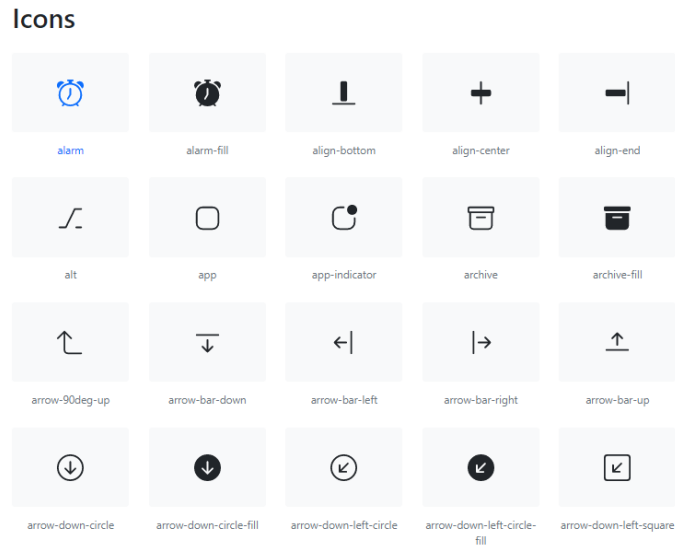 Icons
alarm
alarm-fill
align-bottom
align-center
align-end
alt
app
app-indicator
archive
archive-fill
arrow-90deg-up
arrow-bar-down
arrow-bar-left
arrow-bar-right
arrow-bar-up
arrow-down-circle
arrow-down-circle-fill
arrow-down-left-circle
arrow-down-left-circle-
fill
arrow-down-left-square